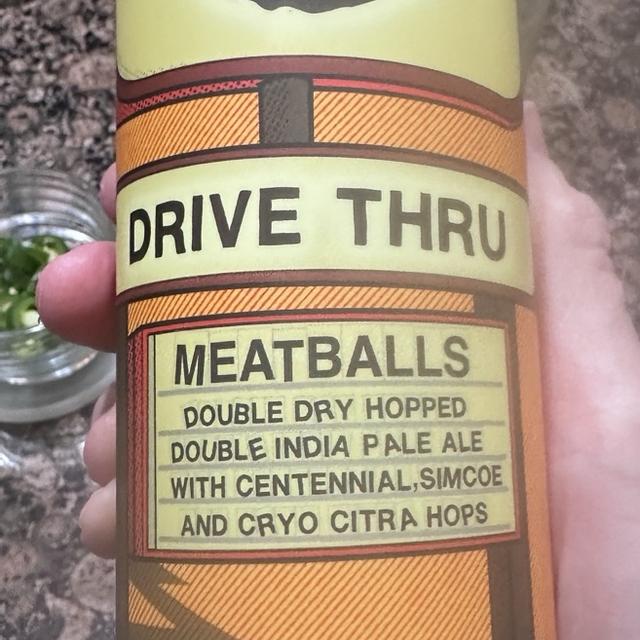 DRIVE THRU
MEATBALLS
DOUBLE DRY HOPPED
DOUBLE INDIA PALE ALE
WITH CENTENNIAL,SIMCOE
AND CRYO CITRA HOPS